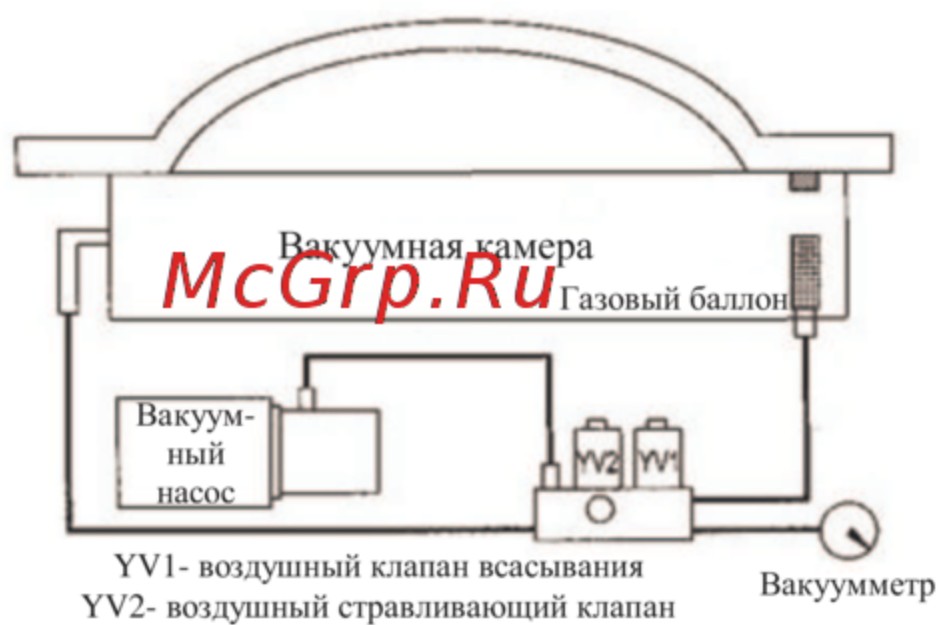 Вакуумная камера
McGrp.Ru
Газовый баллон
Вакуум-
ный
насос
YV2
YV1
YV1- воздушный клапан всасывания
Вакуумметр
YV2- воздушный стравливающий клапан